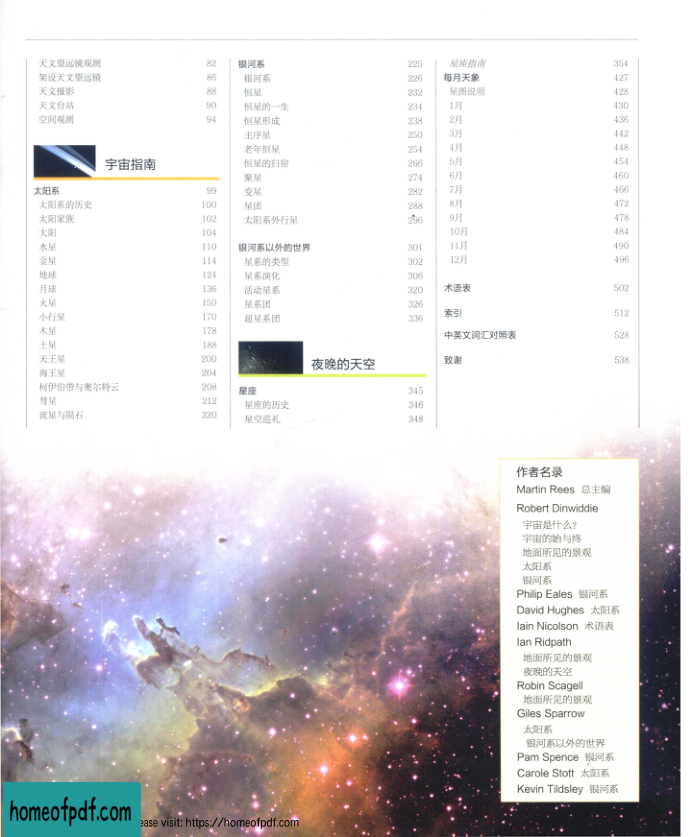 天文望远镜观测 82
架设天文望远镜 86
天文摄影 88
天文台站 90
空间观测 94
宇宙指南
太阳系 99
太阳系的历史 100
太阳家族 102
太阳 104
水星 110
金星 114
地球 124
月球 136
火星 150
小行星 170
木星 178
土星 188
天王星 200
海王星 204
柯伊伯带与奥尔特云 208
彗星 212
流星与陨石 220
银河系 225
银河系 226
恒星 232
恒星的一生 234
恒星形成 238
主序星 250
老年恒星 254
恒星的归宿 266
聚星 274
变星 282
星团 288
太阳系外行星 296
银河系以外的世界 301
星系的类型 302
星系演化 306
活动星系 320
星系团 326
超星系团 336
夜晚的天空
星座 345
星座的历史 346
星空巡礼 348
星座指南 354
每月天象 427
星图说明 428
1月 430
2月 436
3月 442
4月 448
5月 454
6月 460
7月 466
8月 472
9月 478
10月 484
11月 490
12月 496
术语表 502
索引 512
中英文词汇对照表 528
致谢 538
作者名录
Martin Rees 总主编
Robert Dinwiddie
宇宙是什么?
宇宙的始与终
地面所见的景观
太阳系
银河系
Philip Eales 银河系
David Hughes 太阳系
Iain Nicolson 术语表
Ian Ridpath
地面所见的景观
夜晚的天空
Robin Scagell
地面所见的景观
Giles Sparrow
太阳系
银河系以外的世界
Pam Spence 银河系
Carole Stott 太阳系
Kevin Tildsley 银河系
homeofpdf.com
ease visit: https://homeofpdf.com